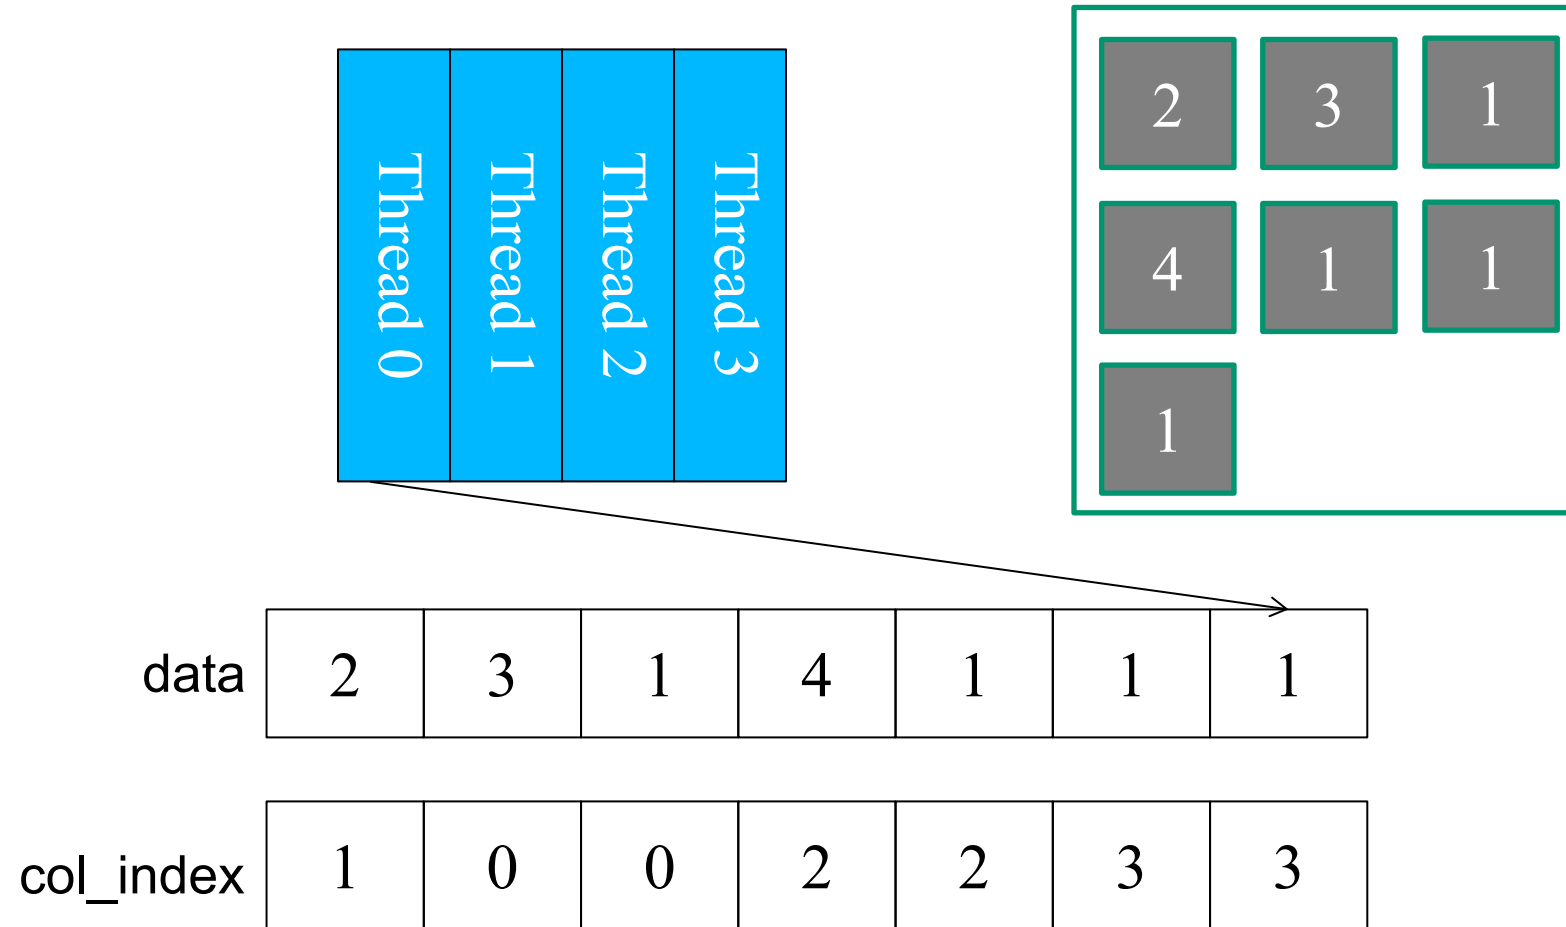 Thread 0
Thread 1
Thread 2
Thread 3
2 3 1
4 1 1
1
data 2 3 1 4 1 1 1
col_index 1 0 0 2 2 3 3